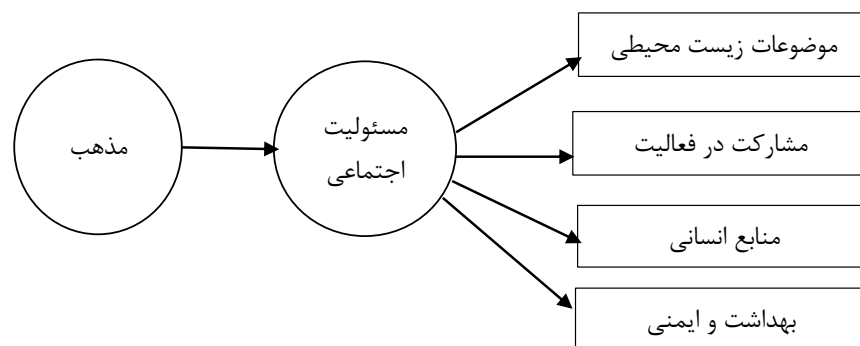 موضوعات زیست محیطی
مشارکت در فعالیت
منابع انسانی
بهداشت و ایمنی
مسئولیت
اجتماعی
مذهب